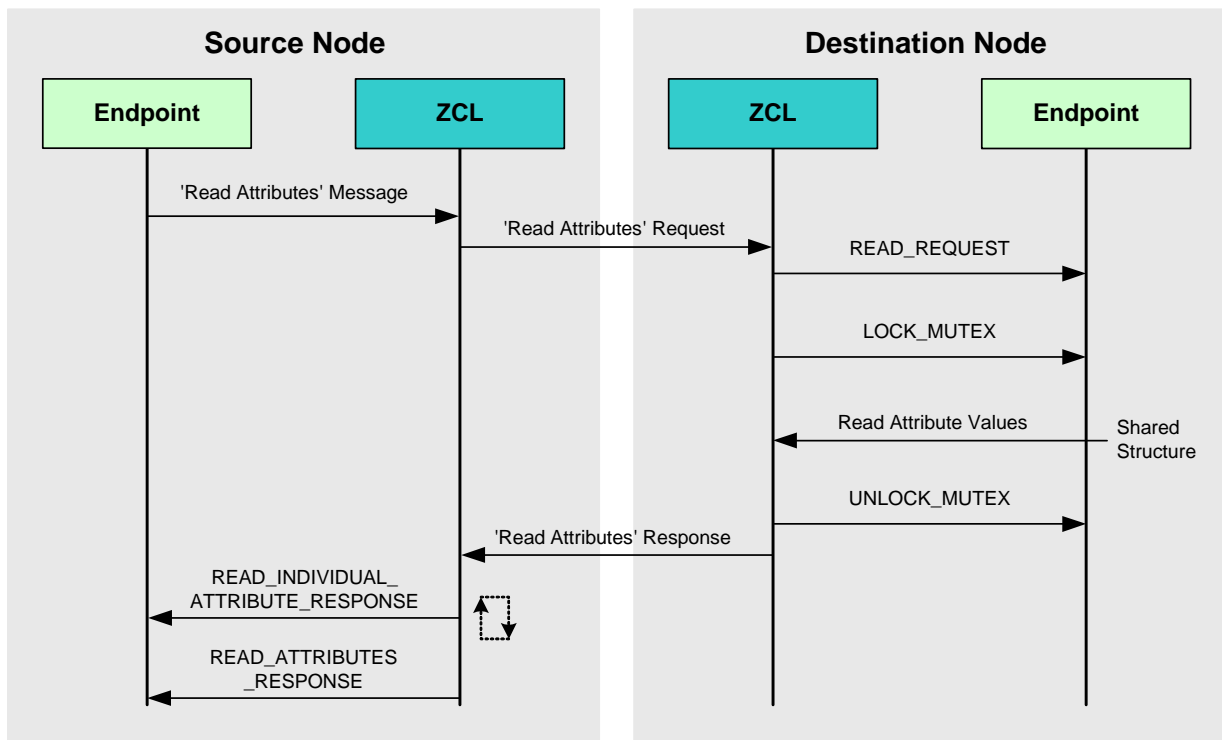 Source Node
Destination Node
Endpoint
ZCL
ZCL
Endpoint
'Read Attributes' Message
'Read Attributes' Request
READ_REQUEST
LOCK_MUTEX
Read Attribute Values
Shared
Structure
UNLOCK_MUTEX
'Read Attributes' Response
READ_INDIVIDUAL_
ATTRIBUTE_RESPONSE
READ_ATTRIBUTES
_RESPONSE